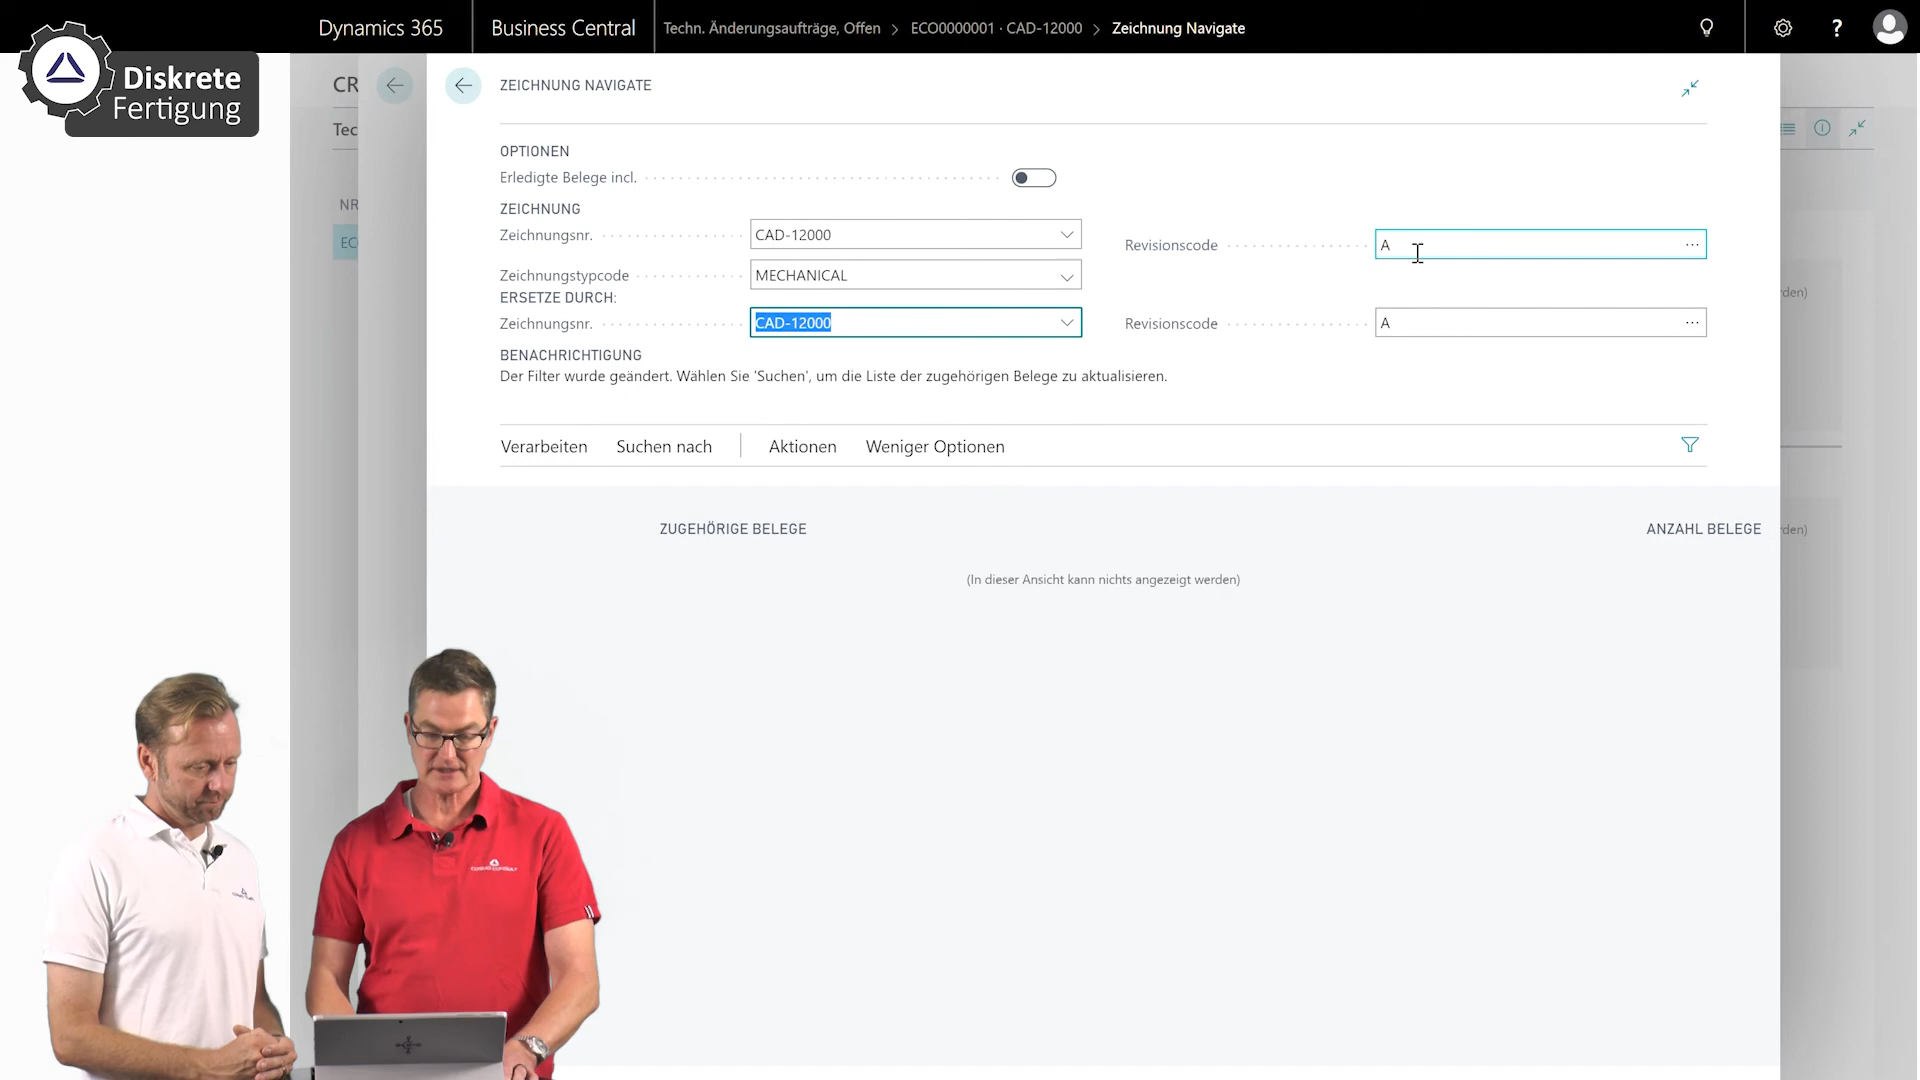 Dynamics 365
Business Central
Techn. Änderungsaufträge, Offen > ECO0000001 · CAD-12000 > Zeichnung Navigate
?
Diskrete
Fertigung
CR
Tec
NR
ECO
ZEICHNUNG NAVIGATE
OPTIONEN
Erledigte Belege incl.
ZEICHNUNG
Zeichnungsnr.
CAD-12000
Revisionscode
A
Zeichnungstypcode
MECHANICAL
ERSETZE DURCH:
Zeichnungsnr.
CAD-12000
Revisionscode
A
BENACHRICHTIGUNG
Der Filter wurde geändert. Wählen Sie 'Suchen', um die Liste der zugehörigen Belege zu aktualisieren.
Verarbeiten
Suchen nach
Aktionen
Weniger Optionen
ZUGEHÖRIGE BELEGE
ANZAHL BELEGE
(In dieser Ansicht kann nichts angezeigt werden)
rden)
rden)